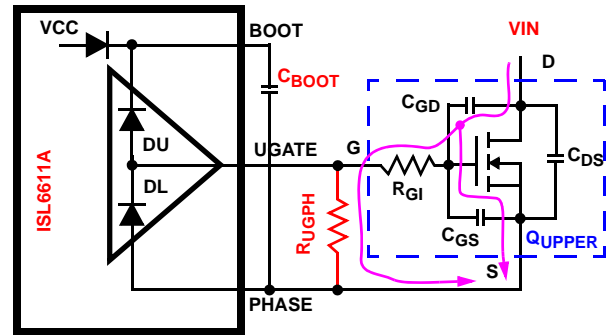 VCC
BOOT
VIN
D
CBOOT
CGD
DU
UGATE
G
CDS
DL
RGI
ISL6611A
RUGPH
CGS
QUPPER
S
PHASE